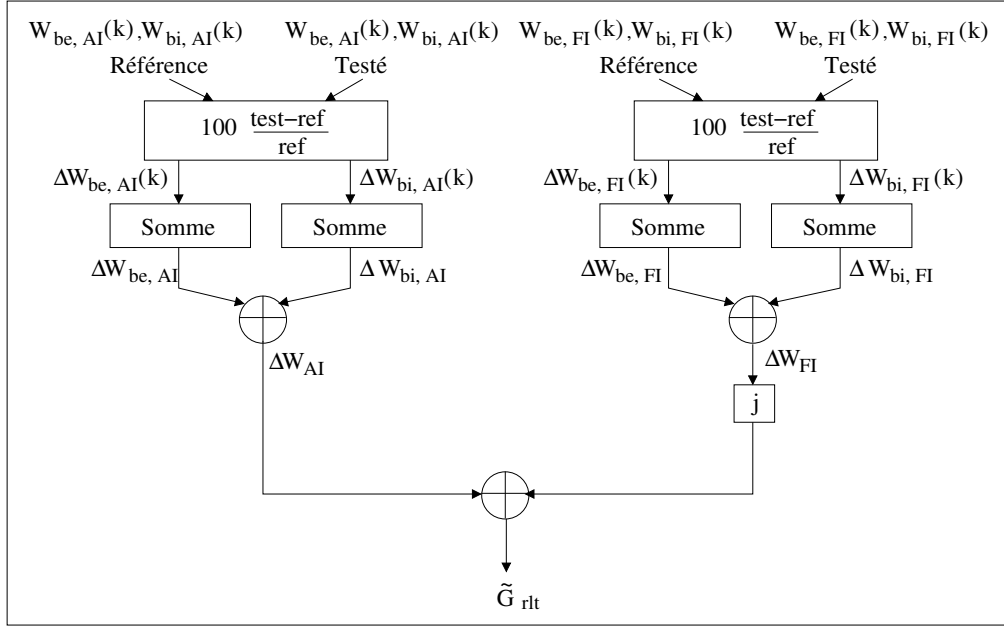 W be, AI(k),W bi, AI(k) W be, AI(k),W bi, AI(k) W be, FI(k),W bi, FI(k) W be, FI(k),W bi, FI(k)
Référence Testé Référence Testé
100 test−ref 100 test−ref
ref ref
ΔW be, AI(k) ΔW bi, AI(k) ΔW be, FI(k) ΔW bi, FI(k)
Somme Somme Somme Somme
ΔW be, AI Δ W bi, AI ΔW be, FI Δ W bi, FI
ΔW AI ΔW FI
j
G̃ rlt